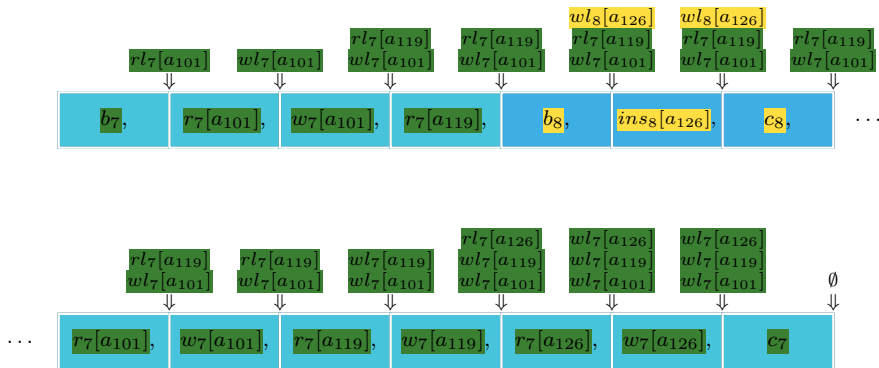 wl₈[a₁₂₆] wl₈[a₁₂₆]
rl₇[a₁₁₉] rl₇[a₁₁₉] rl₇[a₁₁₉] rl₇[a₁₁₉] rl₇[a₁₁₉]
rl₇[a₁₀₁] wl₇[a₁₀₁] wl₇[a₁₀₁] wl₇[a₁₀₁] wl₇[a₁₀₁] wl₇[a₁₀₁] wl₇[a₁₀₁]
⇓ ⇓ ⇓ ⇓ ⇓ ⇓ ⇓
b₇, r₇[a₁₀₁], w₇[a₁₀₁], r₇[a₁₁₉], b₈, ins₈[a₁₂₆], c₈, ···
rl₇[a₁₂₆] wl₇[a₁₂₆] wl₇[a₁₂₆]
rl₇[a₁₁₉] rl₇[a₁₁₉] wl₇[a₁₁₉] wl₇[a₁₁₉] wl₇[a₁₁₉] wl₇[a₁₁₉]
wl₇[a₁₀₁] wl₇[a₁₀₁] wl₇[a₁₀₁] wl₇[a₁₀₁] wl₇[a₁₀₁] wl₇[a₁₀₁] ∅
⇓ ⇓ ⇓ ⇓ ⇓ ⇓ ⇓
··· r₇[a₁₀₁], w₇[a₁₀₁], r₇[a₁₁₉], w₇[a₁₁₉], r₇[a₁₂₆], w₇[a₁₂₆], c₇